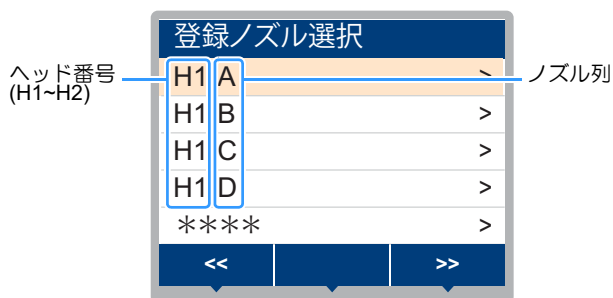 登録ノズル選択
ヘッド番号
(H1~H2)
H1 A >
ノズル列
H1 B >
H1 C >
H1 D >
**** >
<< >>